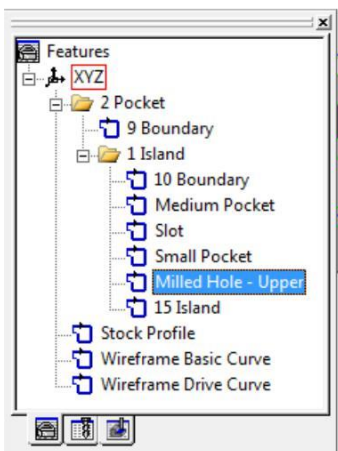 Features
XYZ
2 Pocket
9 Boundary
1 Island
10 Boundary
Medium Pocket
Slot
Small Pocket
Milled Hole - Upper
15 Island
Stock Profile
Wireframe Basic Curve
Wireframe Drive Curve